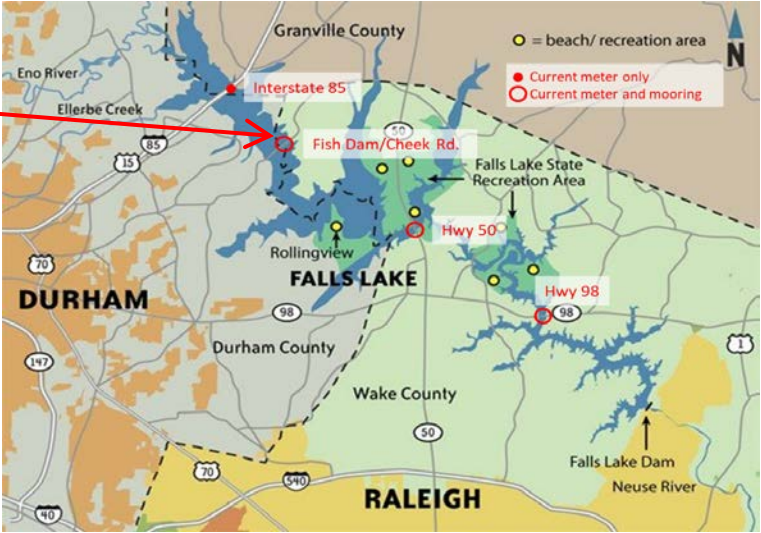 Granville County
= beach/ recreation area
N
Eno River
Interstate 85
Current meter only
Current meter and mooring
Ellerbe Creek
85
15
Fish Dam/Cheek Rd.
50
Falls Lake State
Recreation Area
Hwy 50
Rollingview
FALLS LAKE
70
DURHAM
98
Hwy 98
98
1
147
Durham County
Wake County
50
70
540
Falls Lake Dam
Neuse River
RALEIGH
40